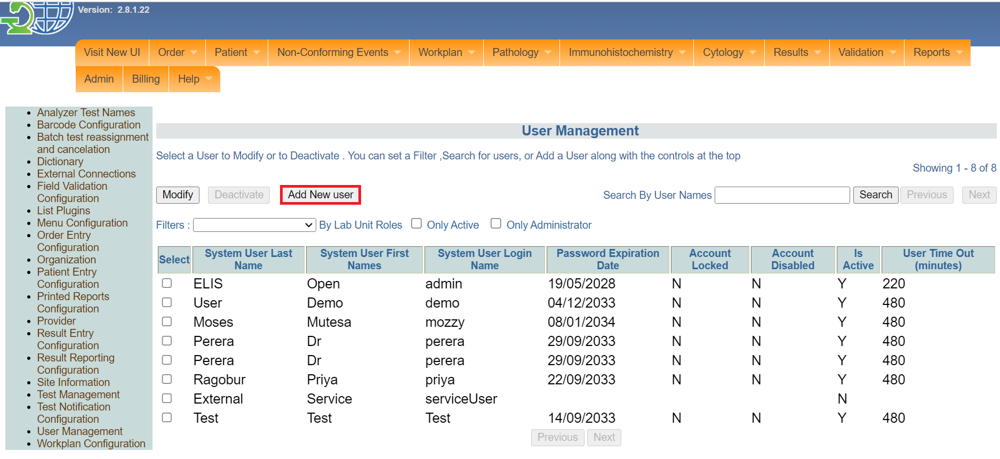 Version: 2.8.1.22
Visit New UI Order Patient Non-Conforming Events Workplan Pathology Immunohistochemistry Cytology Results Validation Reports
Admin Billing Help
Analyzer Test Names
Barcode Configuration
Batch test reassignment
and cancelation
Dictionary
External Connections
Field Validation
Configuration
List Plugins
Menu Configuration
Order Entry
Configuration
Organization
Patient Entry
Configuration
Printed Reports
Configuration
Provider
Result Entry
Configuration
Result Reporting
Configuration
Site Information
Test Management
Test Notification
Configuration
User Management
Workplan Configuration
User Management
Select a User to Modify or to Deactivate . You can set a Filter ,Search for users, or Add a User along with the controls at the top
Showing 1 - 8 of 8
Modify Deactivate Add New user Search By User Names Search Previous Next
Filters : By Lab Unit Roles Only Active Only Administrator
Select System User Last Name System User First Names System User Login Name Password Expiration Date Account Locked Account Disabled Is Active User Time Out (minutes)
ELIS Open admin 19/05/2028 N N Y 220
User Demo demo 04/12/2033 N N Y 480
Moses Mutesa mozzy 08/01/2034 N N Y 480
Perera Dr perera 29/09/2033 N N Y 480
Perera Dr perera 29/09/2033 N N Y 480
Ragobur Priya priya 22/09/2033 N N Y 480
External Service serviceUser N
Test Test Test 14/09/2033 N N Y 480
Previous Next